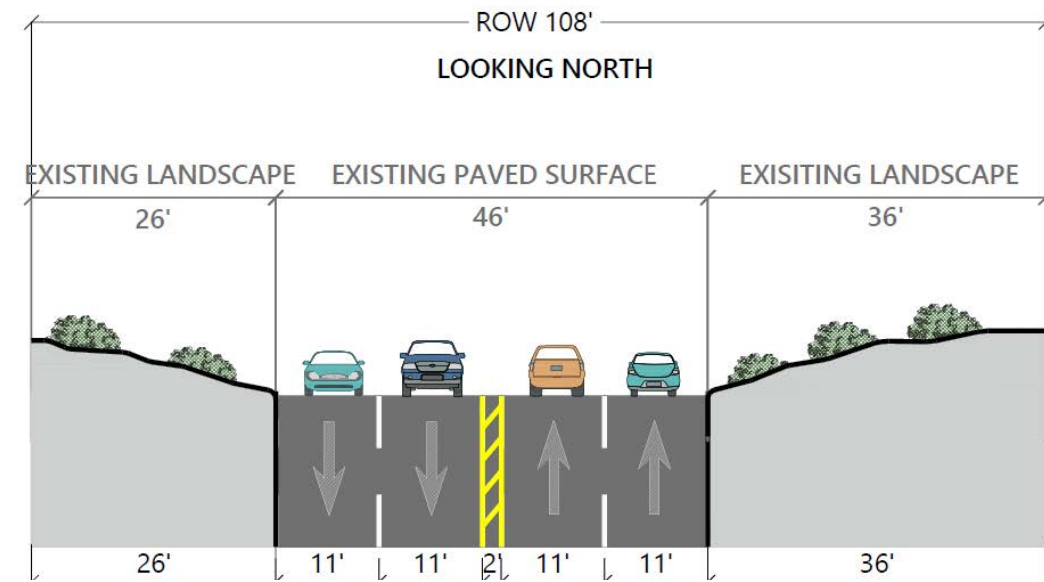 ROW 108'
LOOKING NORTH
EXISTING LANDSCAPE EXISTING PAVED SURFACE EXISITING LANDSCAPE
26' 46' 36'
26' 11' 11' 2' 11' 11' 36'